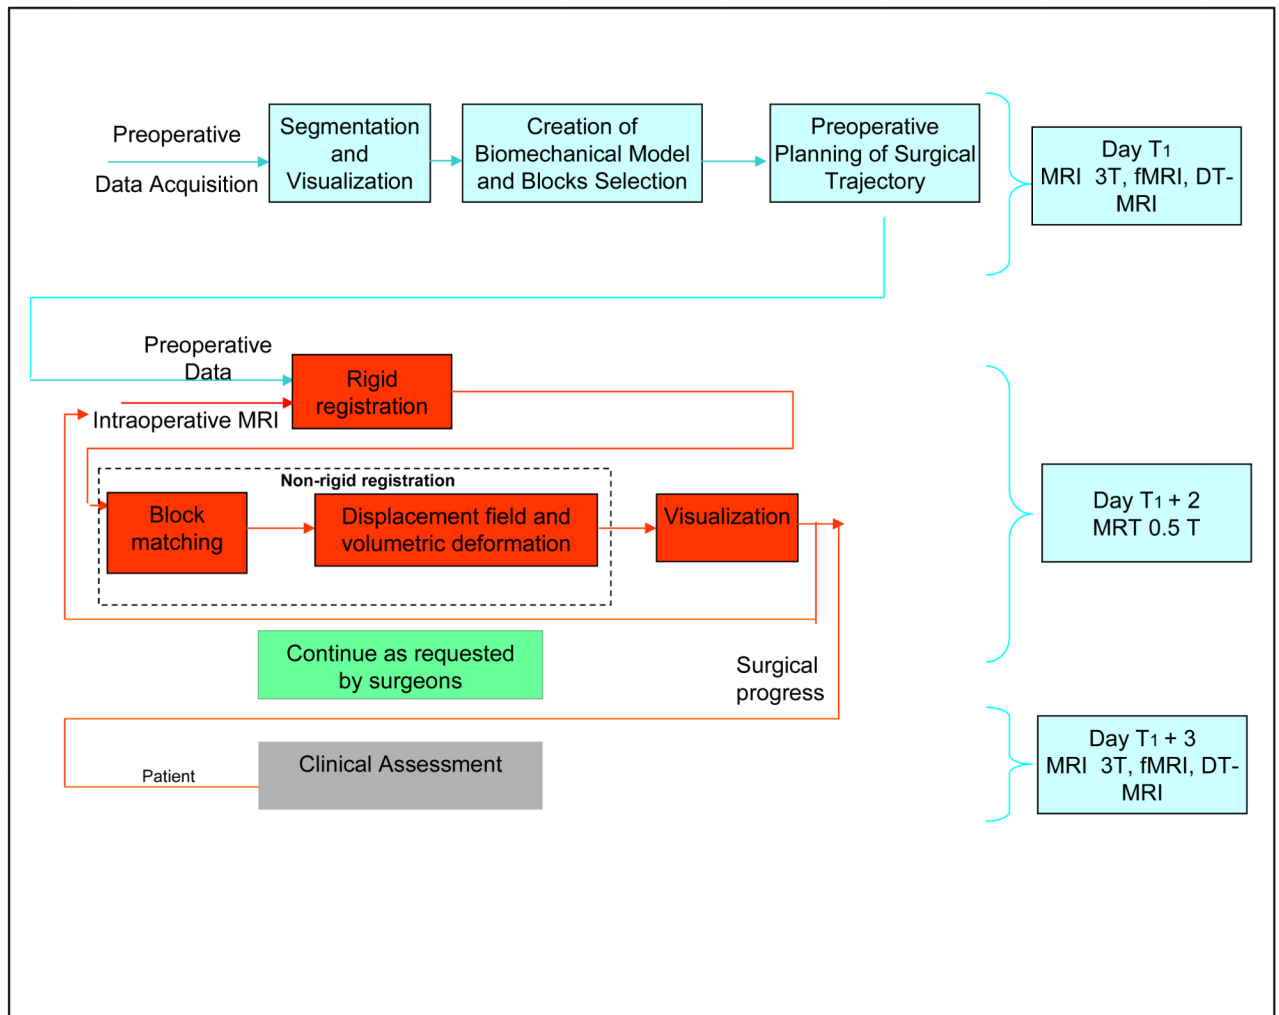 Preoperative
Data Acquisition
Segmentation
and
Visualization
Creation of
Biomechanical Model
and Blocks Selection
Preoperative
Planning of Surgical
Trajectory
Day T1
MRI 3T, fMRI, DT-
MRI
Preoperative
Data
Intraoperative MRI
Rigid
registration
Non-rigid registration
Block
matching
Displacement field and
volumetric deformation
Visualization
Day T1 + 2
MRT 0.5 T
Continue as requested
by surgeons
Surgical
progress
Patient
Clinical Assessment
Day T1 + 3
MRI 3T, fMRI, DT-
MRI